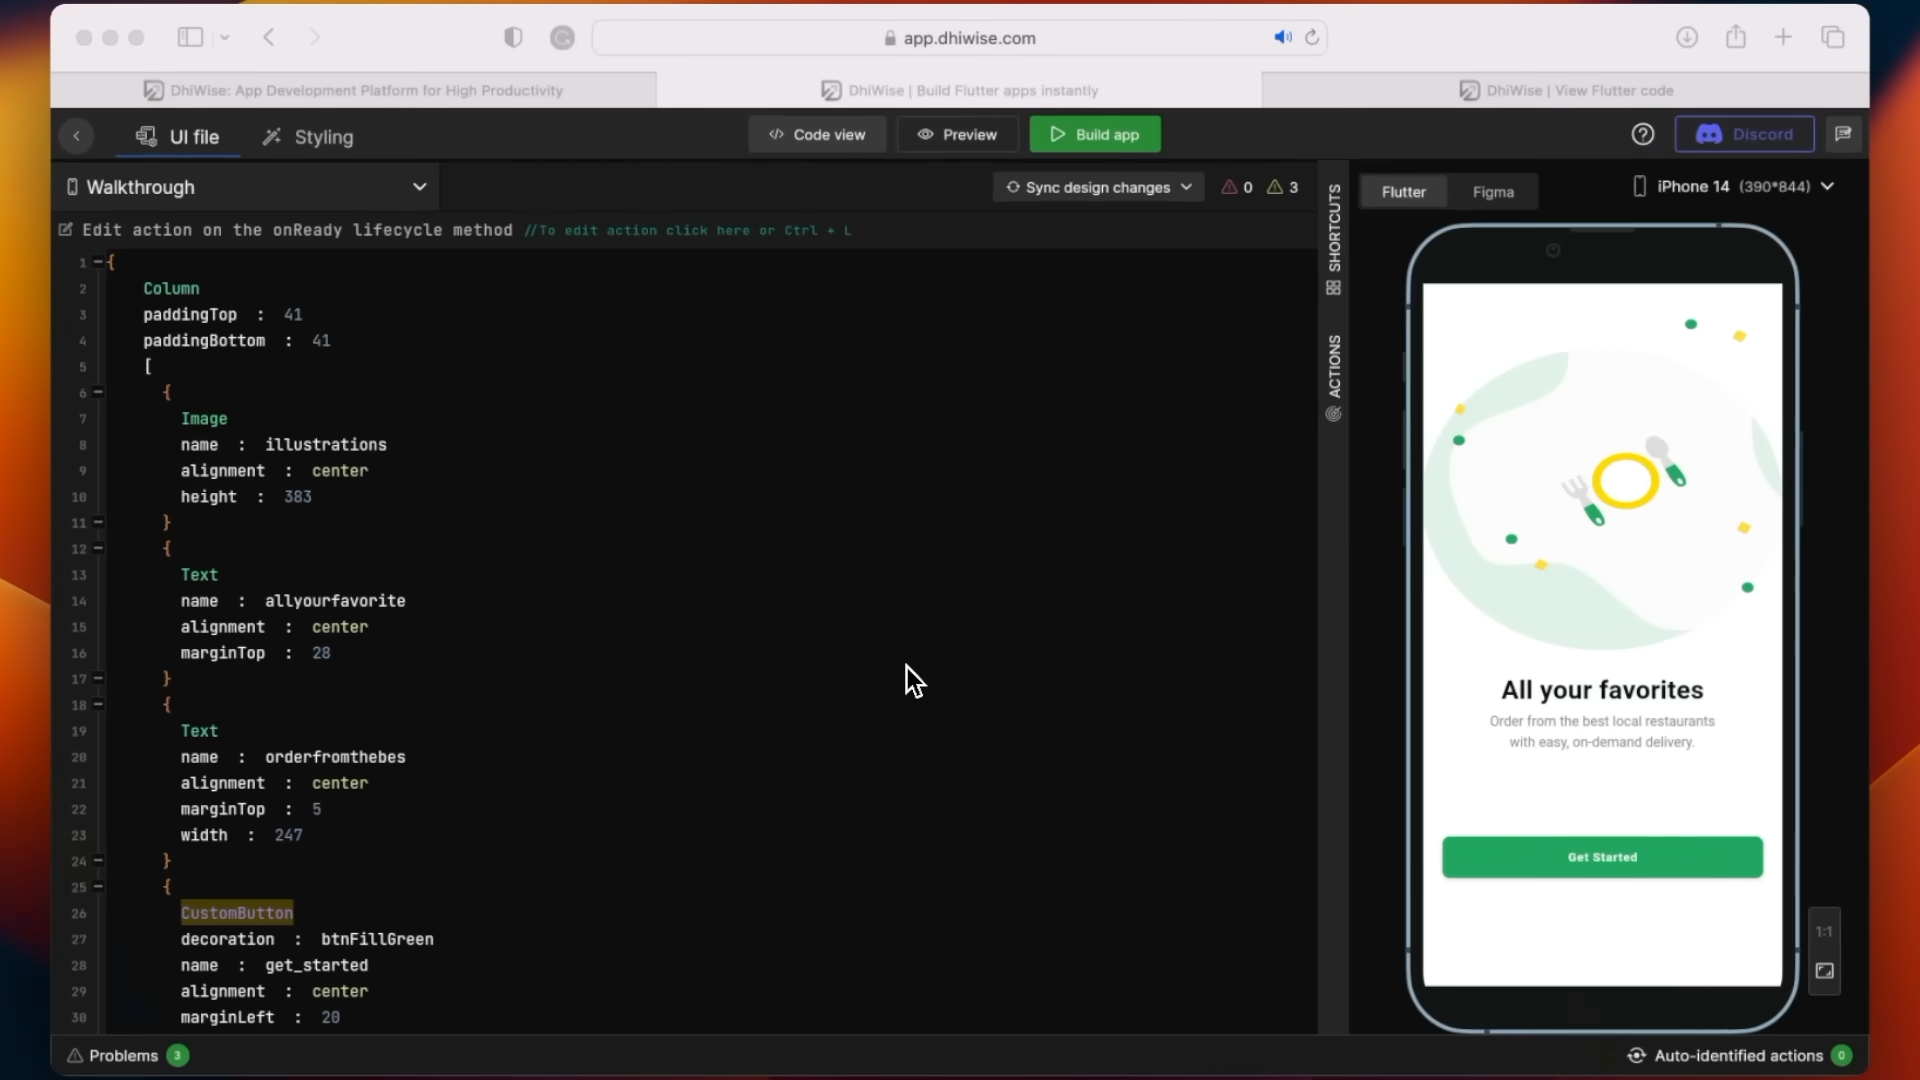 app.dhiwise.com
DhiWise: App Development Platform for High Productivity
DhiWise | Build Flutter apps instantly
DhiWise | View Flutter code
UI file
Styling
</> Code view
Preview
Build app
Discord
Walkthrough
Sync design changes
0
3
Edit action on the onReady lifecycle method //To edit action click here or Ctrl + L
1 {
2 Column
3 paddingTop : 41
4 paddingBottom : 41
5 [
6 {
7 Image
8 name : illustrations
9 alignment : center
10 height : 383
11 }
12 {
13 Text
14 name : allyourfavorite
15 alignment : center
16 marginTop : 28
17 }
18 {
19 Text
20 name : orderfromthebes
21 alignment : center
22 marginTop : 5
23 width : 247
24 }
25 {
26 CustomButton
27 decoration : btnFillGreen
28 name : get_started
29 alignment : center
30 marginLeft : 20
SHORTCUTS
ACTIONS
Flutter
Figma
iPhone 14 (390*844)
All your favorites
Order from the best local restaurants
with easy, on-demand delivery.
Get Started
1:1
Problems 3
Auto-identified actions 0